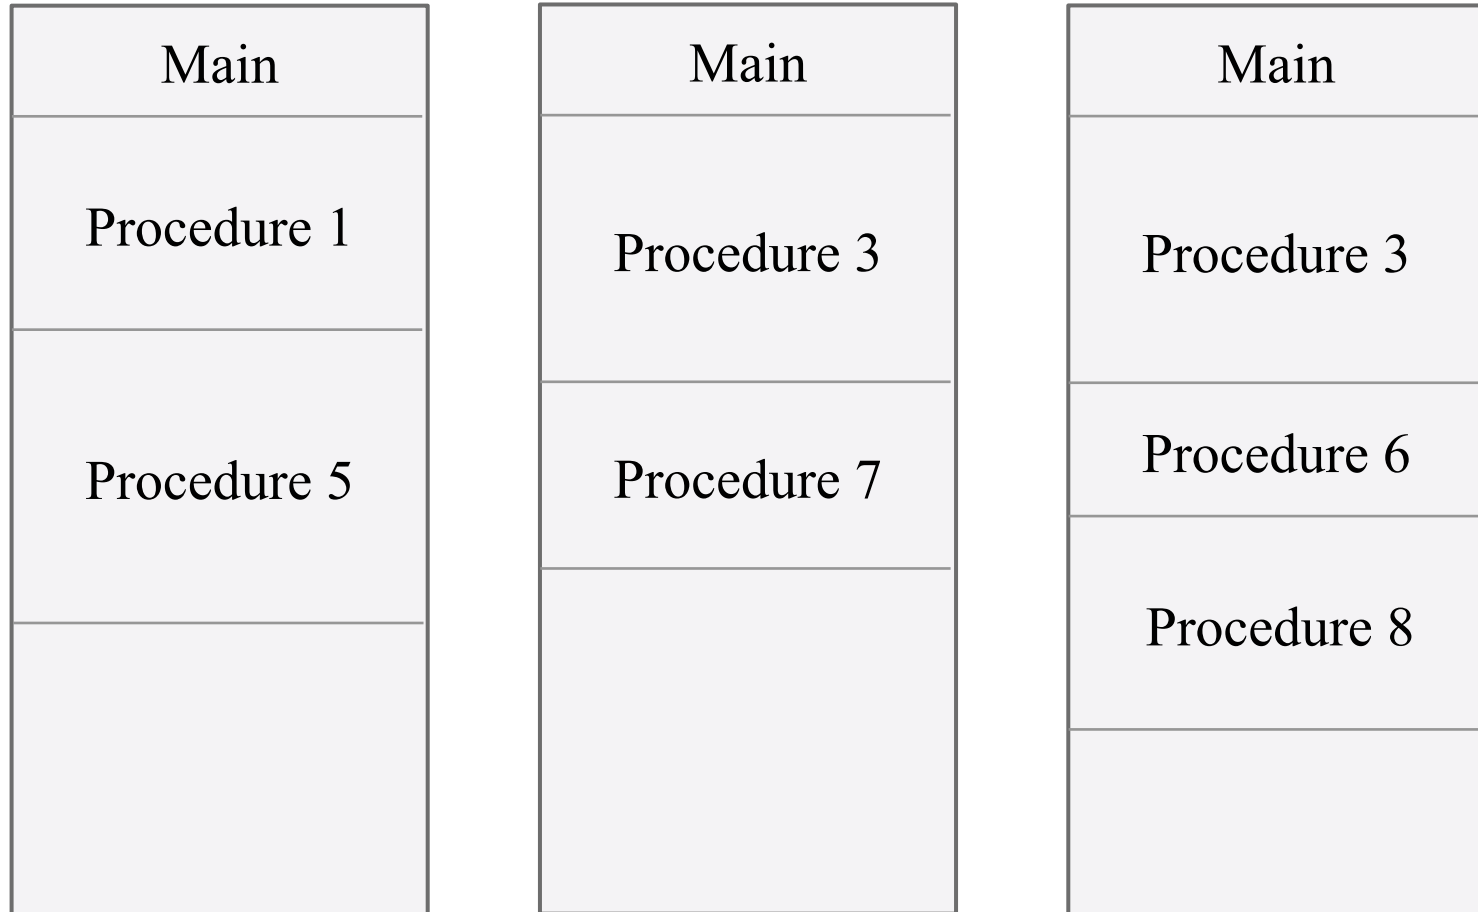 Main
Procedure 1
Procedure 5
Main
Procedure 3
Procedure 7
Main
Procedure 3
Procedure 6
Procedure 8